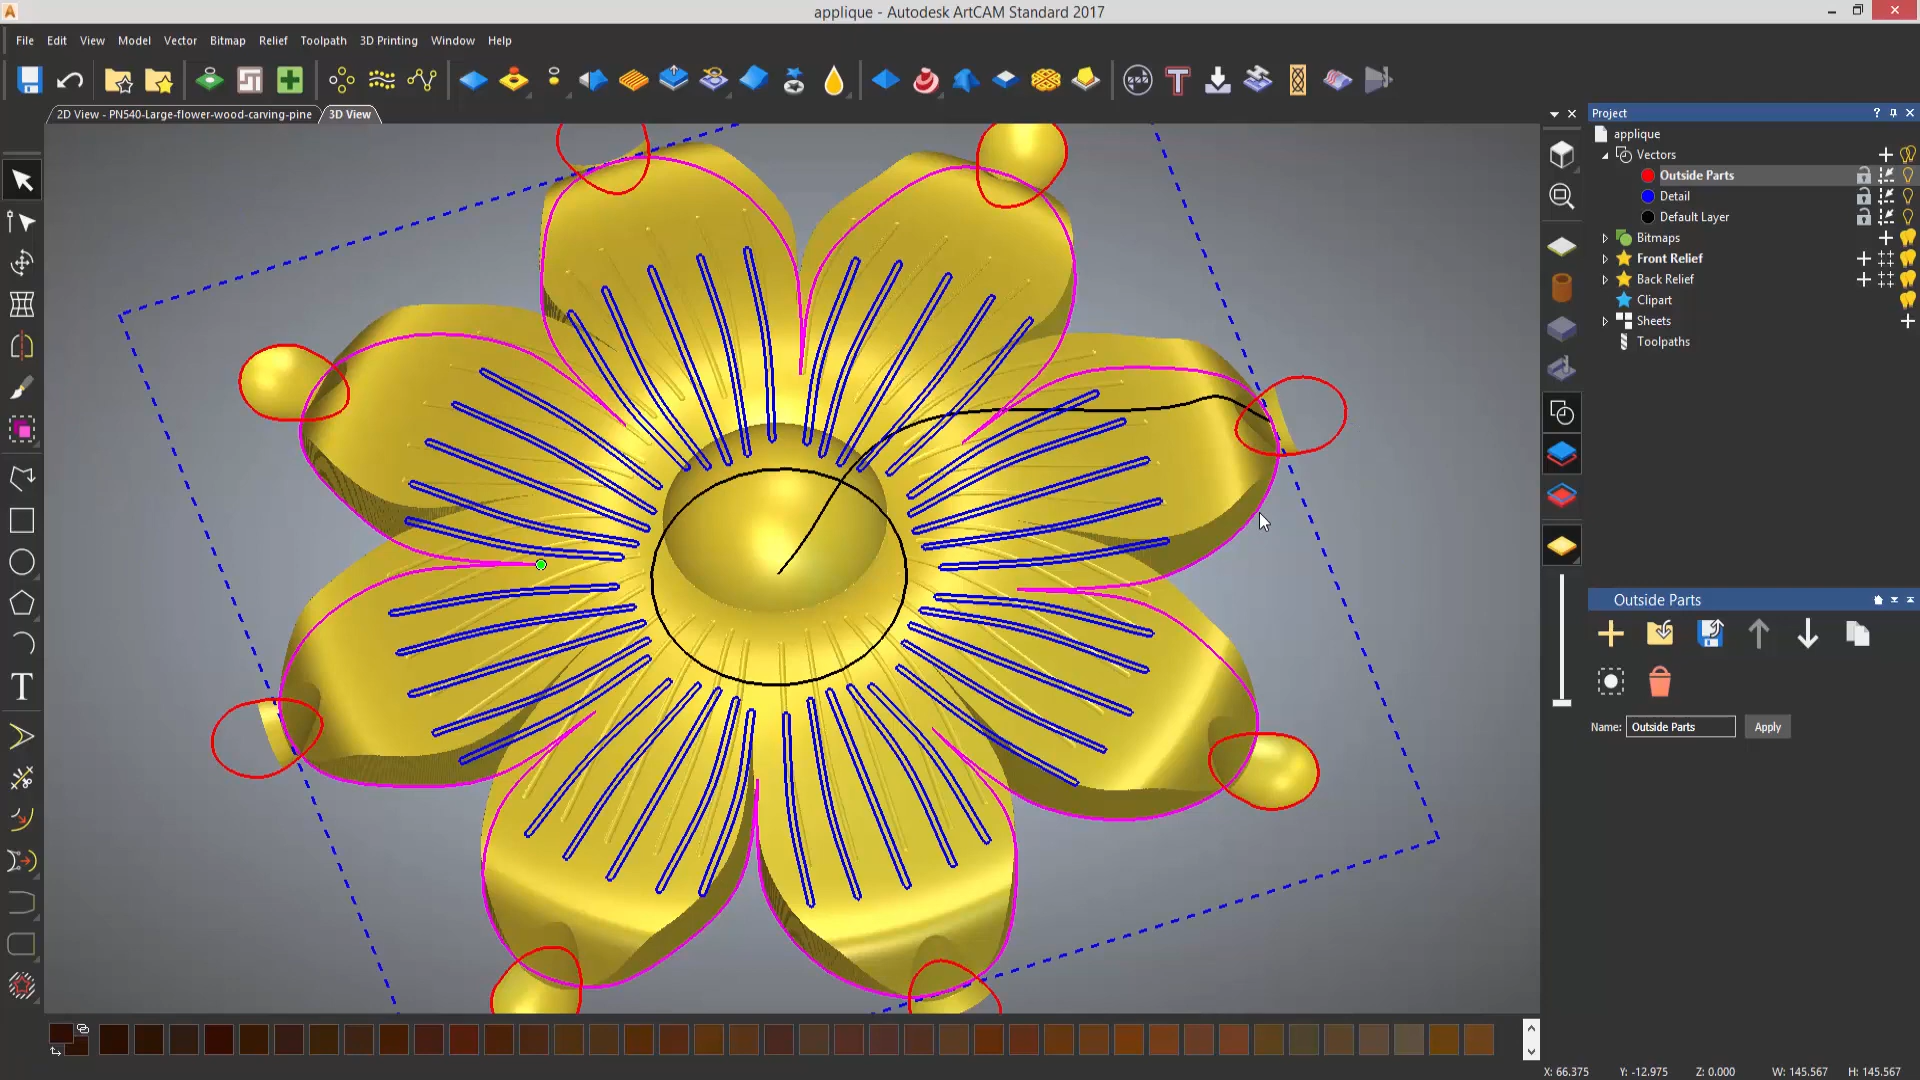 applique - Autodesk ArtCAM Standard 2017
File Edit View Model Vector Bitmap Relief Toolpath 3D Printing Window Help
2D View - PN540-Large-flower-wood-carving-pine 3D View
Project
applique
Vectors
Outside Parts
Detail
Default Layer
Bitmaps
Front Relief
Back Relief
Clipart
Sheets
Toolpaths
Outside Parts
Name: Outside Parts Apply
X: 66.375 Y: -12.975 Z: 0.000 W: 145.567 H: 145.567